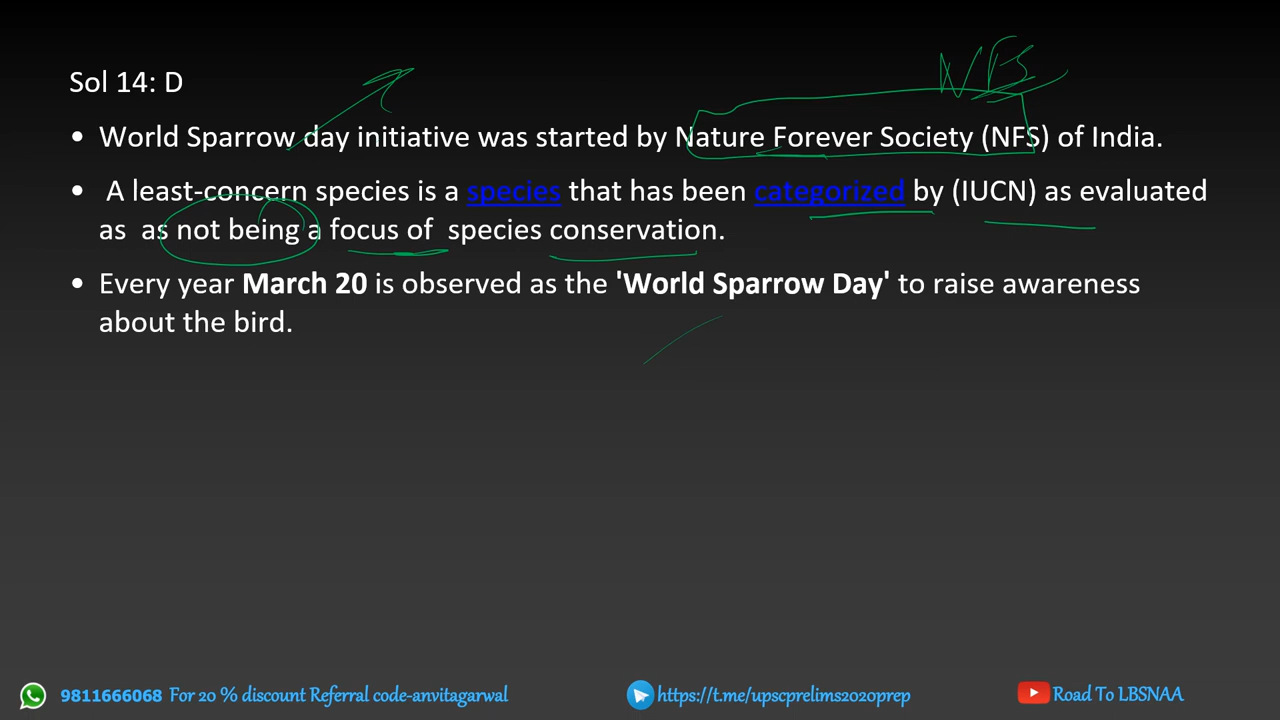 NFS
Sol 14: D
• World Sparrow day initiative was started by Nature Forever Society (NFS) of India.
• A least-concern species is a species that has been categorized by (IUCN) as evaluated
as as not being a focus of species conservation.
• Every year March 20 is observed as the 'World Sparrow Day' to raise awareness
about the bird.
9811666068 For 20 % discount Referral code-anvitagarwal
https://t.me/upscprelims2020prep
Road To LBSNAA